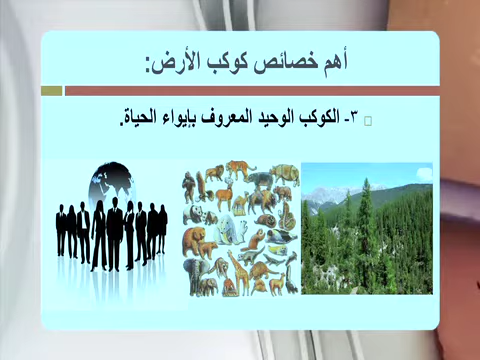 أهم خصائص كوكب الأرض:
٣- الكوكب الوحيد المعروف بإيواء الحياة.